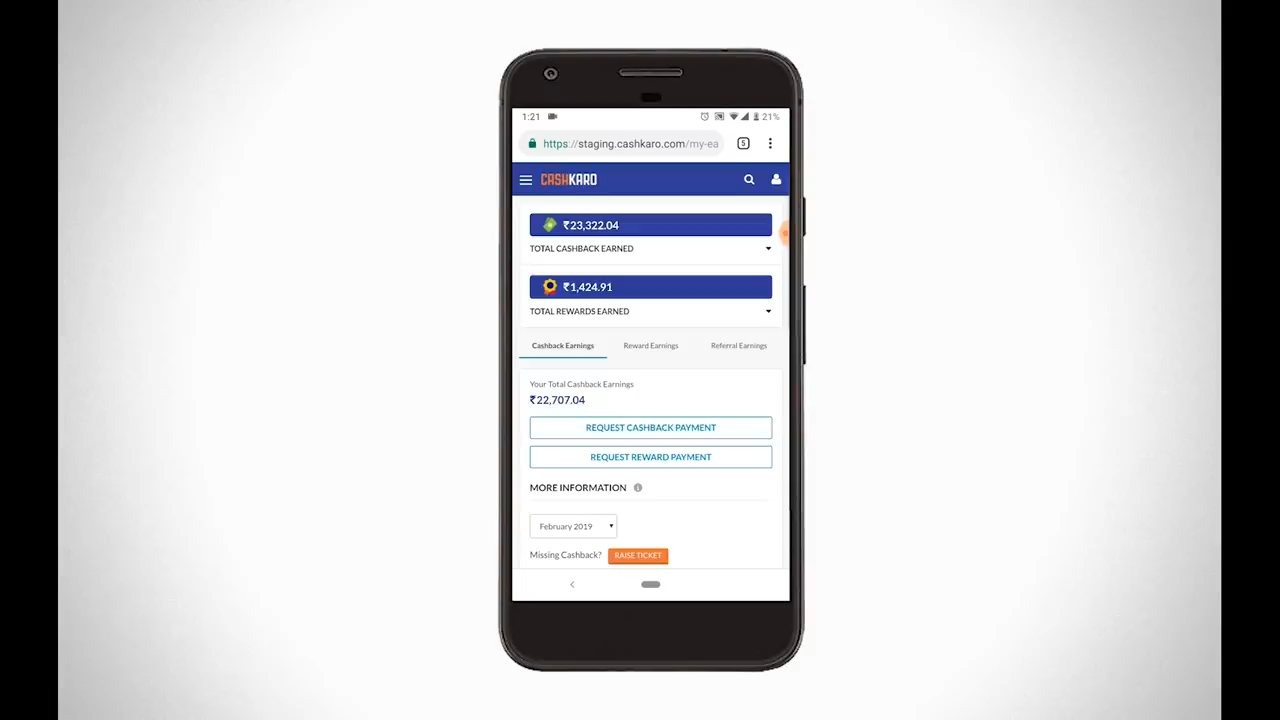 1:21 21%
https://staging.cashkaro.com/my-ea 5
CASHKARO
₹23,322.04
TOTAL CASHBACK EARNED
₹1,424.91
TOTAL REWARDS EARNED
Cashback Earnings Reward Earnings Referral Earnings
Your Total Cashback Earnings
₹22,707.04
REQUEST CASHBACK PAYMENT
REQUEST REWARD PAYMENT
MORE INFORMATION
February 2019
Missing Cashback? RAISE TICKET